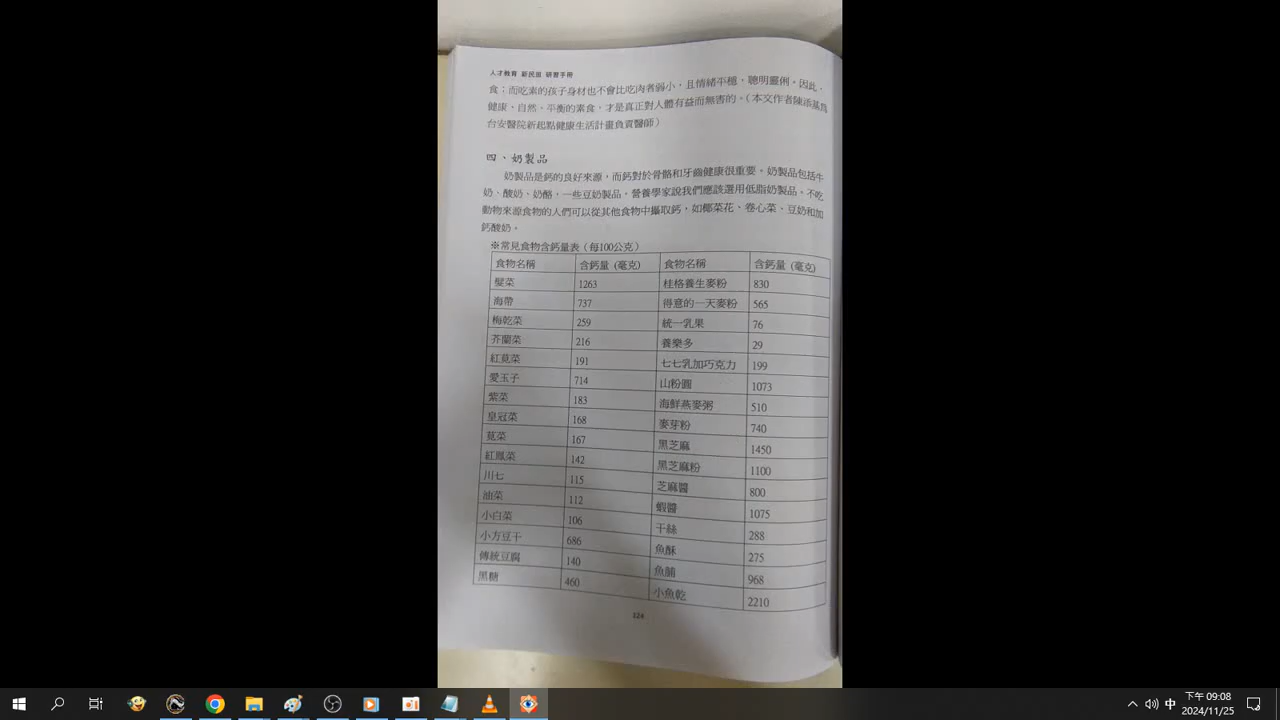 人才教育 新民班 研習手冊
食；而吃素的孩子身材也不會比吃肉者弱小，且情緒平穩、聰明靈俐。因此，
健康、自然、平衡的素食，才是真正對人體有益而無害的。（本文作者陳添基為
台安醫院新起點健康生活計畫負責醫師）
四、奶製品
奶製品是鈣的良好來源，而鈣對於骨骼和牙齒健康很重要。奶製品包括牛
奶、酸奶、奶酪，一些豆奶製品。營養學家說我們應該選用低脂奶製品。不吃
動物來源食物的人們可以從其他食物中攝取鈣，如椰菜花、卷心菜、豆奶和加
鈣酸奶。
※常見食物含鈣量表（每100公克）
食物名稱 含鈣量 (毫克) 食物名稱 含鈣量 (毫克)
髮菜 1263 桂格養生麥粉 830
海帶 737 得意的一天麥粉 565
梅乾菜 259 統一乳果 76
芥蘭菜 216 養樂多 29
紅莧菜 191 七七乳加巧克力 199
愛玉子 714 山粉圓 1073
紫菜 183 海鮮燕麥粥 510
皇冠菜 168 麥芽粉 740
莧菜 167 黑芝麻 1450
紅鳳菜 142 黑芝麻粉 1100
川七 115 芝麻醬 800
油菜 112 蝦醬 1075
小白菜 106 干絲 288
小方豆干 686 魚酥 275
傳統豆腐 140 魚脯 968
黑糖 460 小魚乾 2210
124
中
下午 09:08
2024/11/25